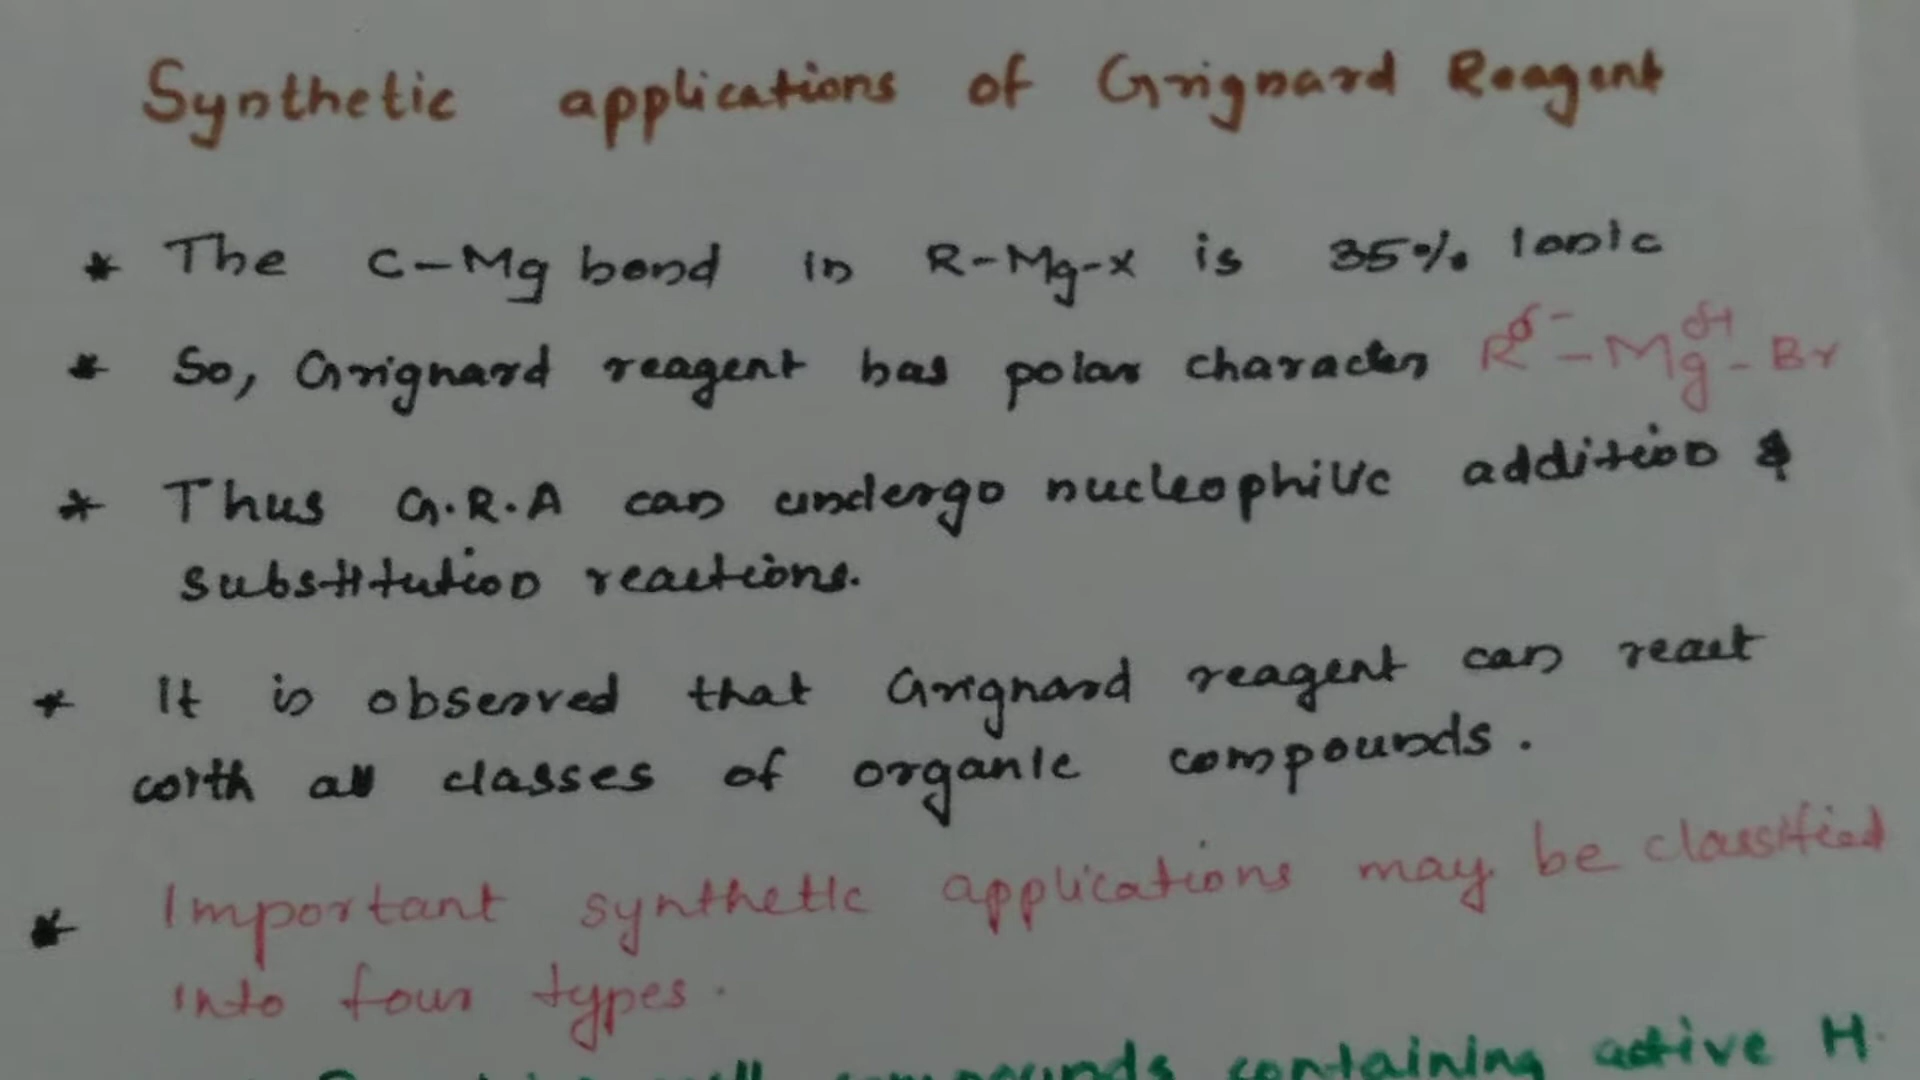 Synthetic applications of Grignard Reagent
* The C-Mg bond in R-Mg-X is 35% Ionic
* So, Grignard reagent has polar character Rδ- - Mgδ+ - Br
* Thus G.R.A can undergo nucleophilic addition &
substitution reactions.
* It is observed that Grignard reagent can react
with all classes of organic compounds.
* Important synthetic applications may be classified
into four types.
compounds containing active H